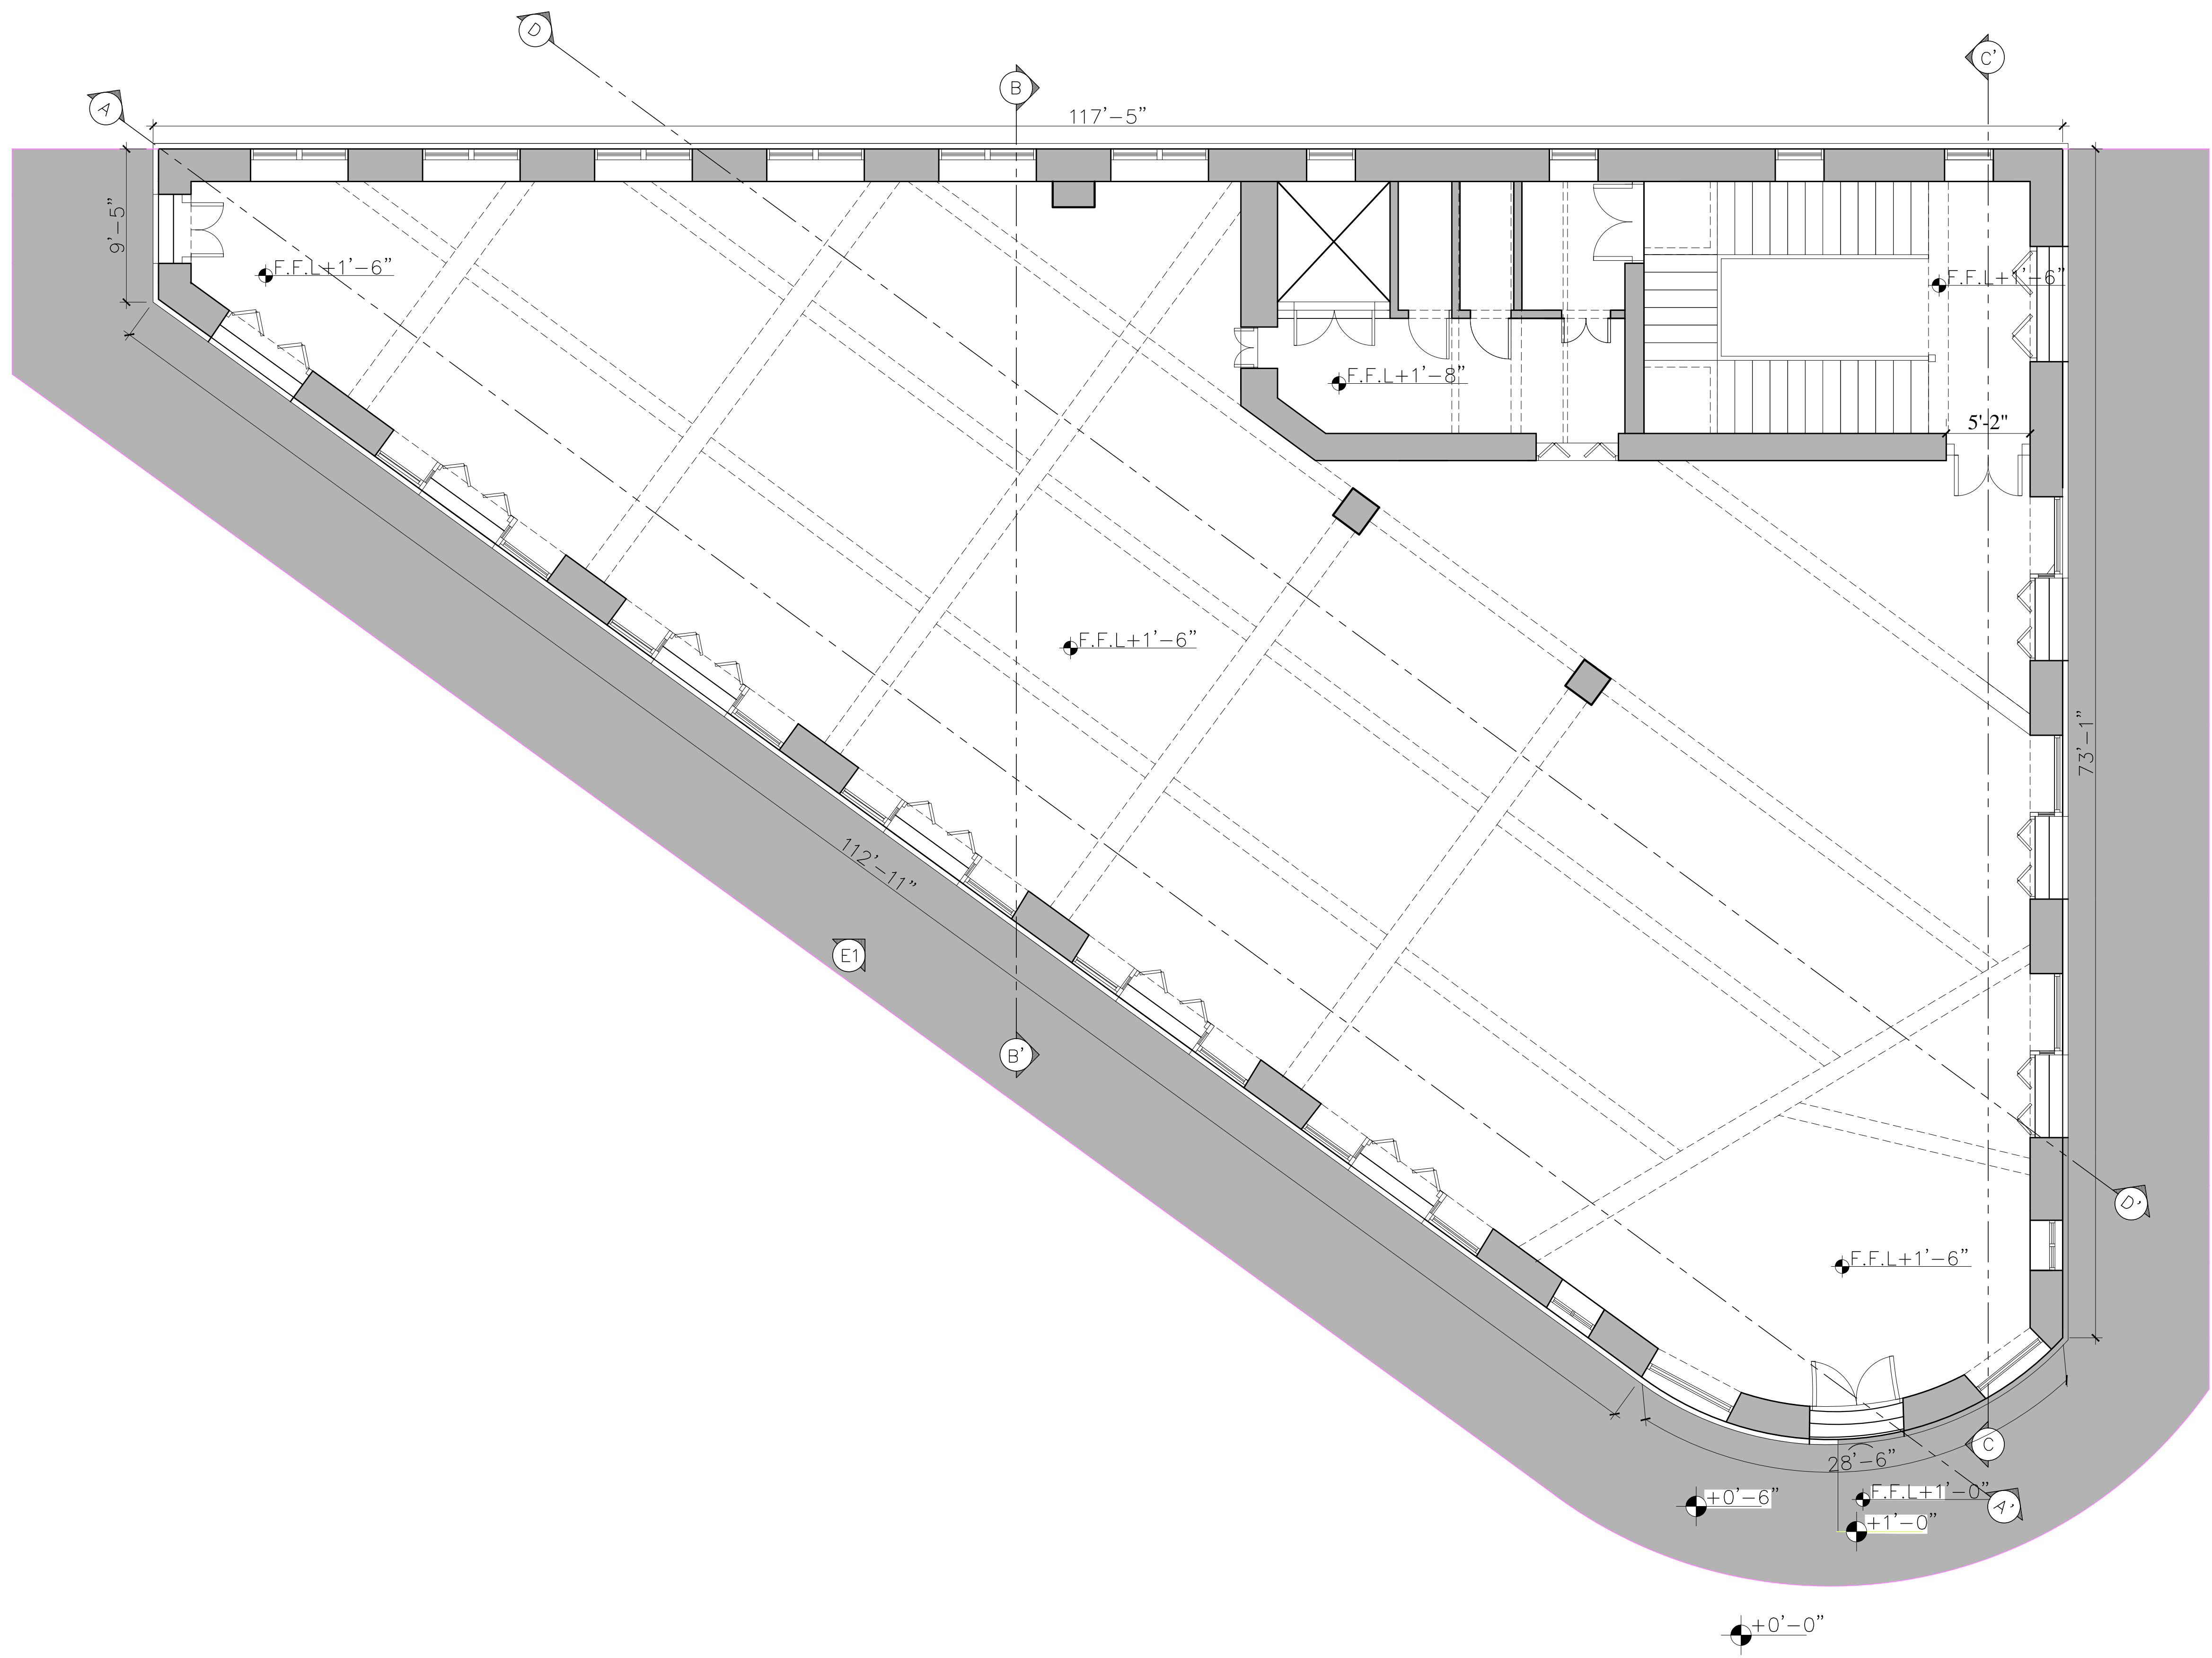 D
C'
B
A
117'-5"
9'-5"
F.F.L+1'-6"
F.F.L+1'-6"
F.F.L+1'-8"
5'-2"
F.F.L+1'-6"
73'-1"
112'-11"
E1
B'
D'
F.F.L+1'-6"
C
28'-6"
F.F.L+1'-0"
+0'-6"
A'
+1'-0"
+0'-0"